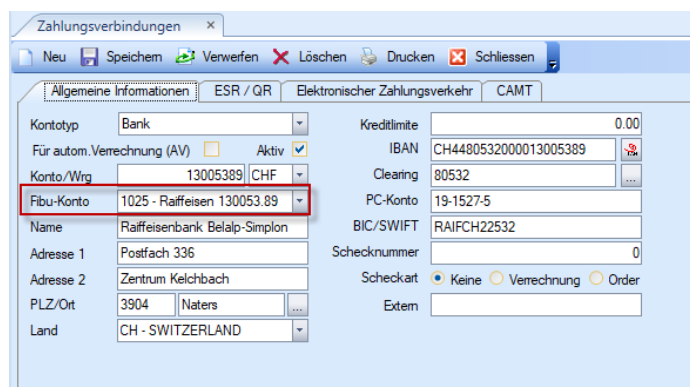 Zahlungsverbindungen ×
Neu Speichern Verwerfen Löschen Drucken Schliessen
Allgemeine Informationen ESR / QR Elektronischer Zahlungsverkehr CAMT
Kontotyp Bank Kreditlimite 0.00
Für autom.Verrechnung (AV) Aktiv IBAN CH4480532000013005389
Konto/Wrg 13005389 CHF Clearing 80532 ...
Fibu-Konto 1025 - Raiffeisen 130053.89 PC-Konto 19-1527-5
Name Raiffeisenbank Belalp-Simplon BIC/SWIFT RAIFCH22532
Adresse 1 Postfach 336 Schecknummer 0
Adresse 2 Zentrum Kelchbach Scheckart Keine Verrechnung Order
PLZ/Ort 3904 Naters ... Extern
Land CH - SWITZERLAND